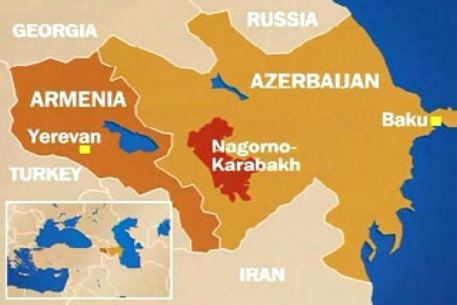 GEORGIA
RUSSIA
AZERBAIJAN
ARMENIA
Baku
Yerevan
Nagorno-
Karabakh
TURKEY
IRAN